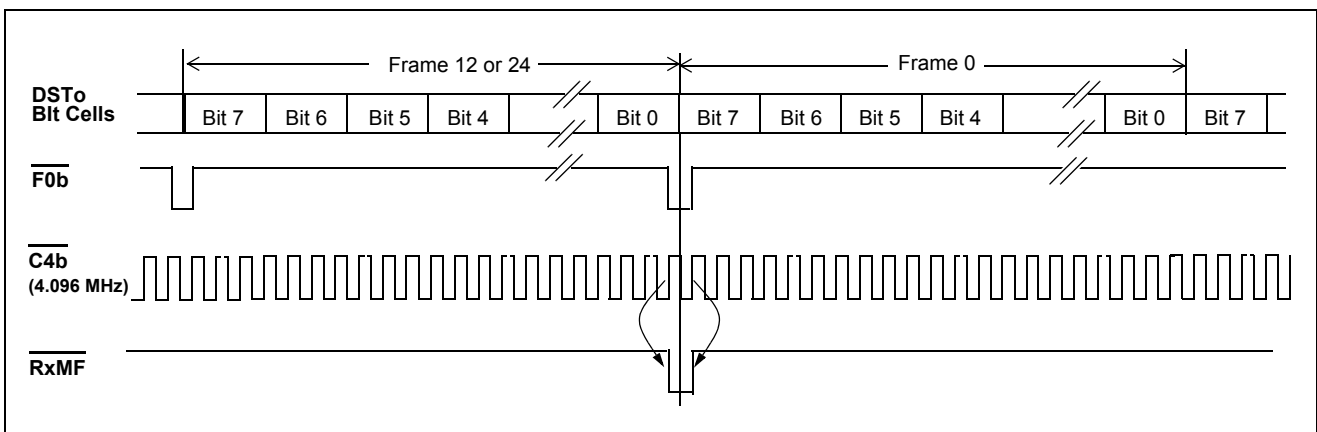 Frame 12 or 24 Frame 0
DSTo
BIt Cells
Bit 7 Bit 6 Bit 5 Bit 4 Bit 0 Bit 7 Bit 6 Bit 5 Bit 4 Bit 0 Bit 7
F0b
C4b
(4.096 MHz)
RxMF